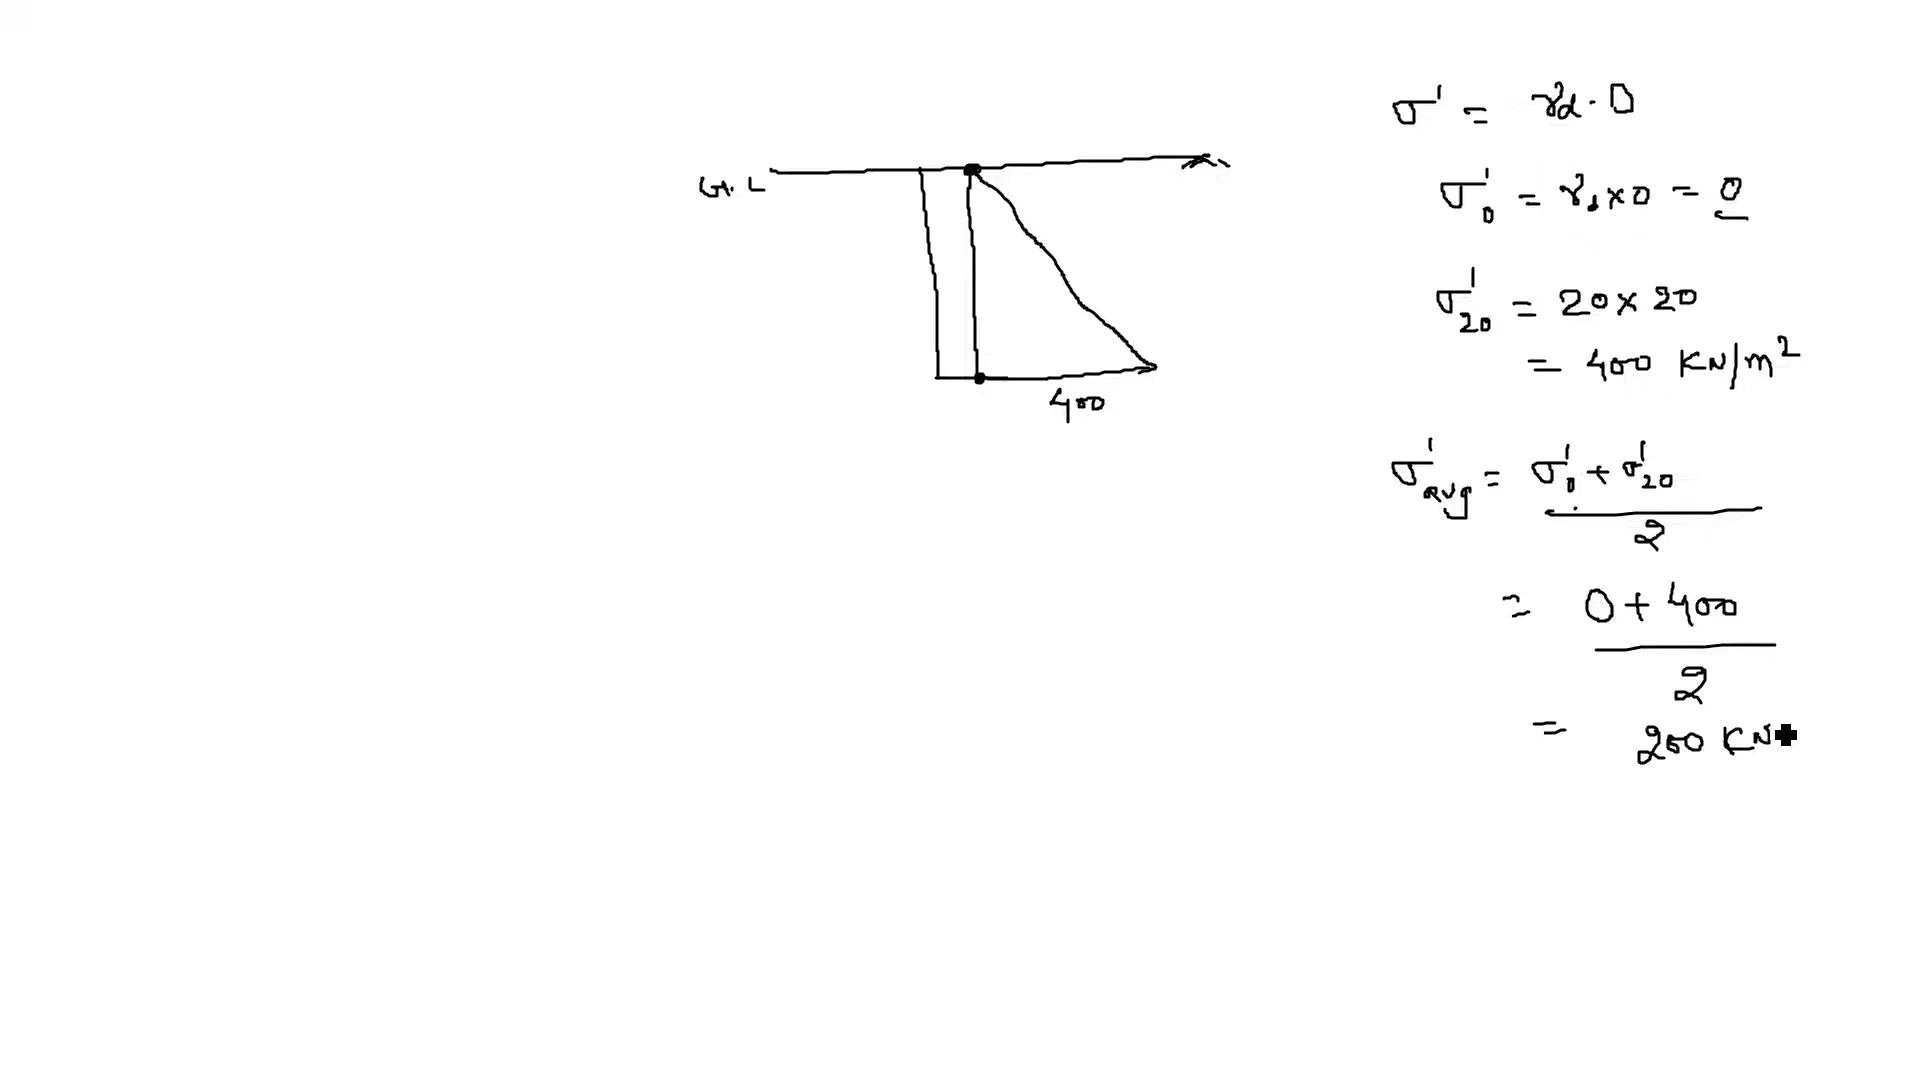 G.L
400
σ' = γd · D
σ'0 = γd × 0 = 0
σ'20 = 20 × 20
= 400 KN/m²
σ'avg = σ'0 + σ'20
2
= 0 + 400
2
= 200 KN